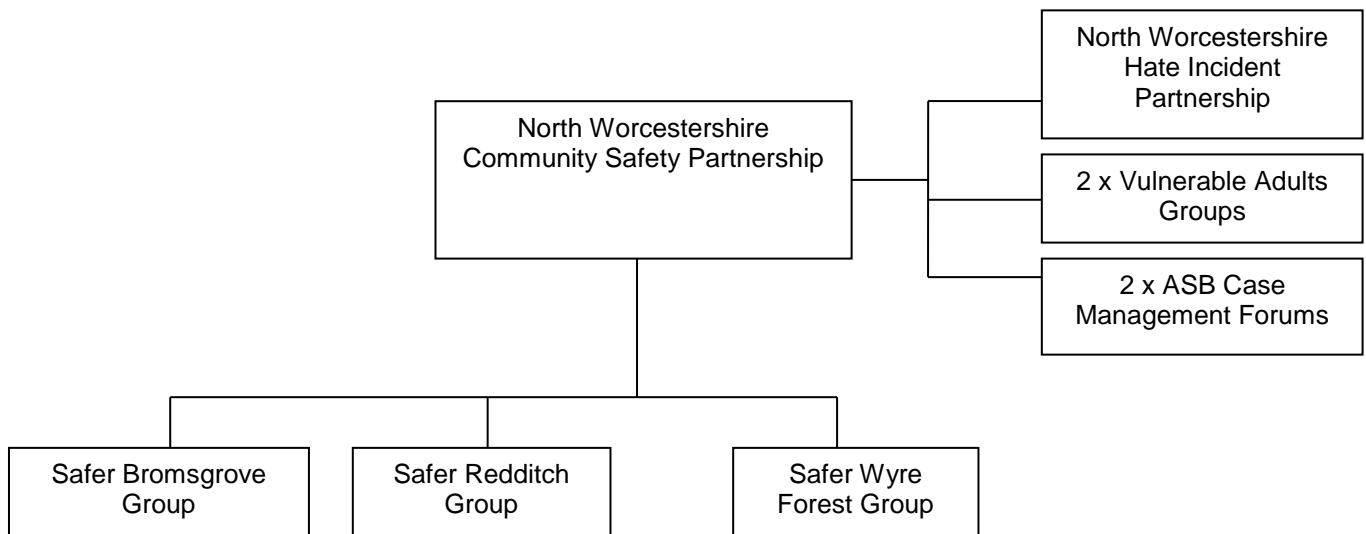 North Worcestershire
Hate Incident
Partnership
North Worcestershire
Community Safety Partnership
2 x Vulnerable Adults
Groups
2 x ASB Case
Management Forums
Safer Bromsgrove
Group
Safer Redditch
Group
Safer Wyre
Forest Group